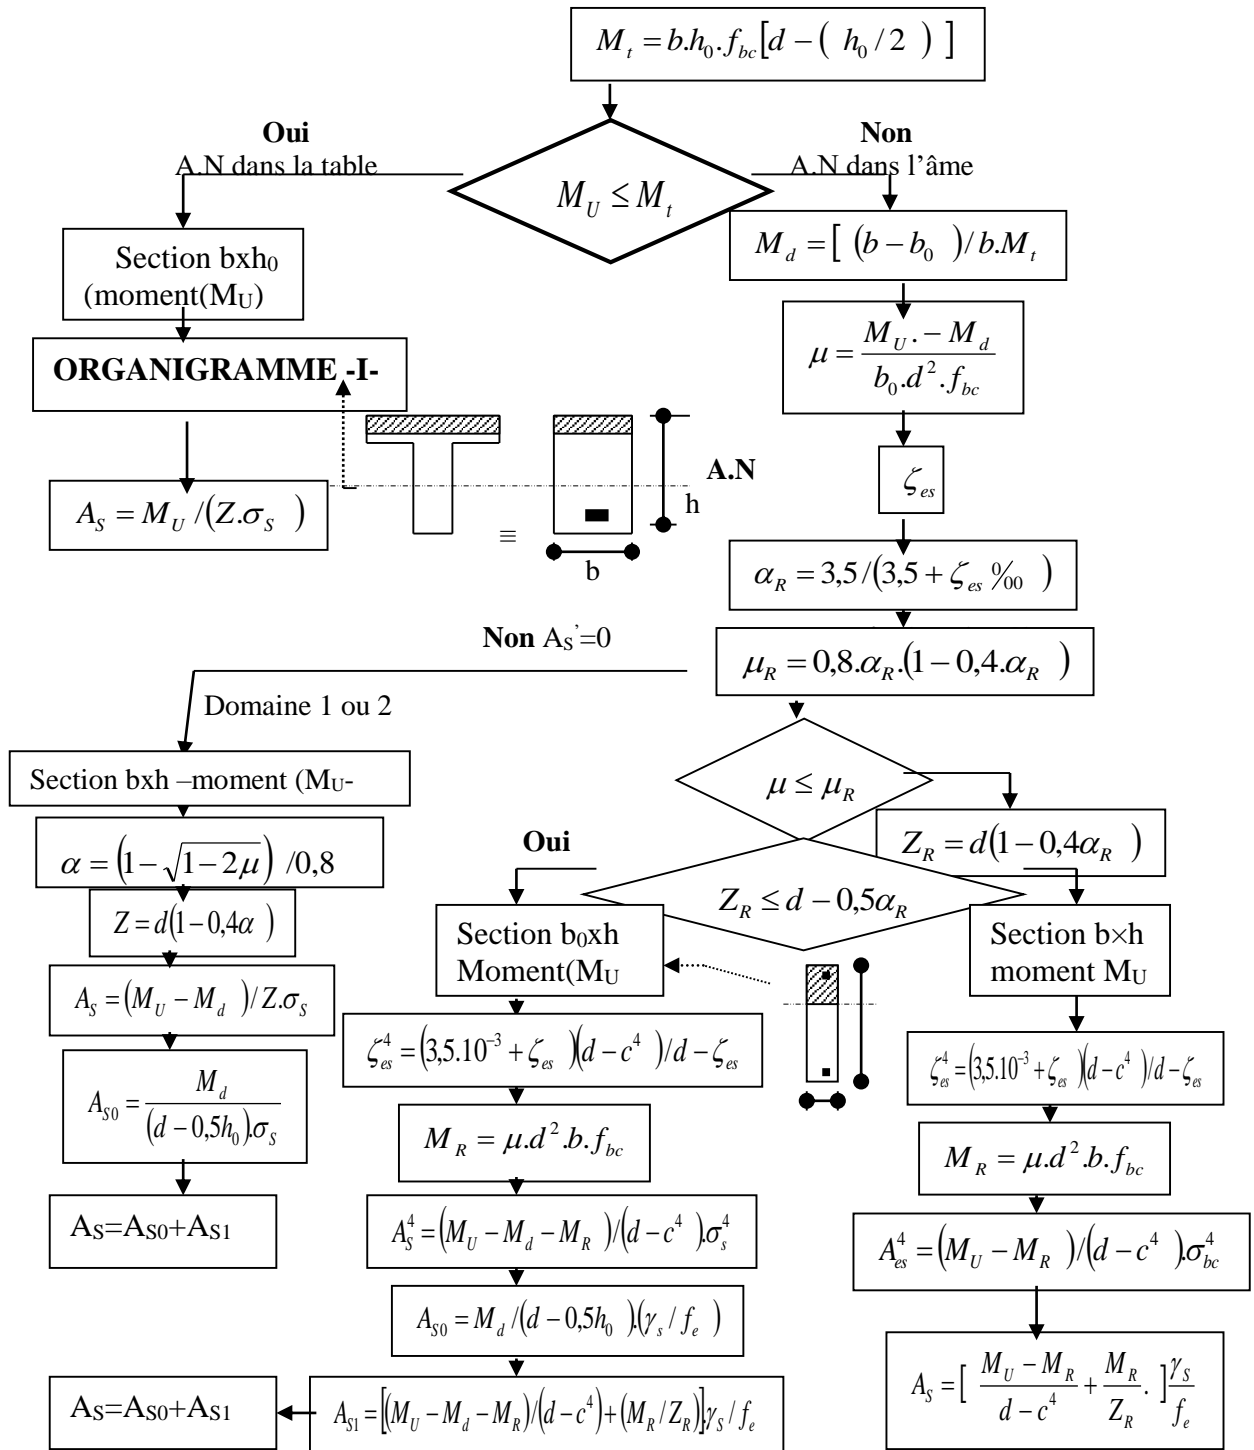 M_t = b.h_0.f_bc[d − ( h_0/2 ) ]
Oui
A.N dans la table
Non
A.N dans l'âme
M_U ≤ M_t
Section bxh₀
(moment(M_U)
M_d = [ (b − b_0 )/b.M_t
ORGANIGRAMME -I-
μ = (M_U. − M_d) / (b_0.d².f_bc)
A.N
h
b
≡
ζ_es
A_S = M_U /(Z.σ_S )
α_R = 3,5/(3,5 + ζ_es ‰ )
Non A_S'=0
μ_R = 0,8.α_R.(1 − 0,4.α_R )
Domaine 1 ou 2
Section bxh –moment (M_U-
μ ≤ μ_R
Z_R = d(1 − 0,4α_R )
α = (1 − √(1 − 2μ)) /0,8
Oui
Z_R ≤ d − 0,5α_R
Z = d(1 − 0,4α )
Section b₀xh
Moment(M_U
Section b×h
moment M_U
A_S = (M_U − M_d )/Z.σ_S
ζ_es^4 = (3,5.10^−3 + ζ_es )(d − c^4 )/d − ζ_es
ζ_es^4 = (3,5.10^−3 + ζ_es )(d − c^4 )/d − ζ_es
A_S0 = M_d / ((d − 0,5h_0).σ_S)
M_R = μ.d².b.f_bc
M_R = μ.d².b.f_bc
A_S=A_S0+A_S1
A_S^4 = (M_U − M_d − M_R )/(d − c^4 ).σ_s^4
A_es^4 = (M_U − M_R )/(d − c^4 ).σ_bc^4
A_S0 = M_d /(d − 0,5h_0 ).(γ_s / f_e )
A_S=A_S0+A_S1
A_S1 = [(M_U − M_d − M_R)/(d − c^4) + (M_R/Z_R)].γ_S / f_e
A_S = [ (M_U − M_R)/(d − c^4) + M_R/Z_R . ] γ_S/f_e